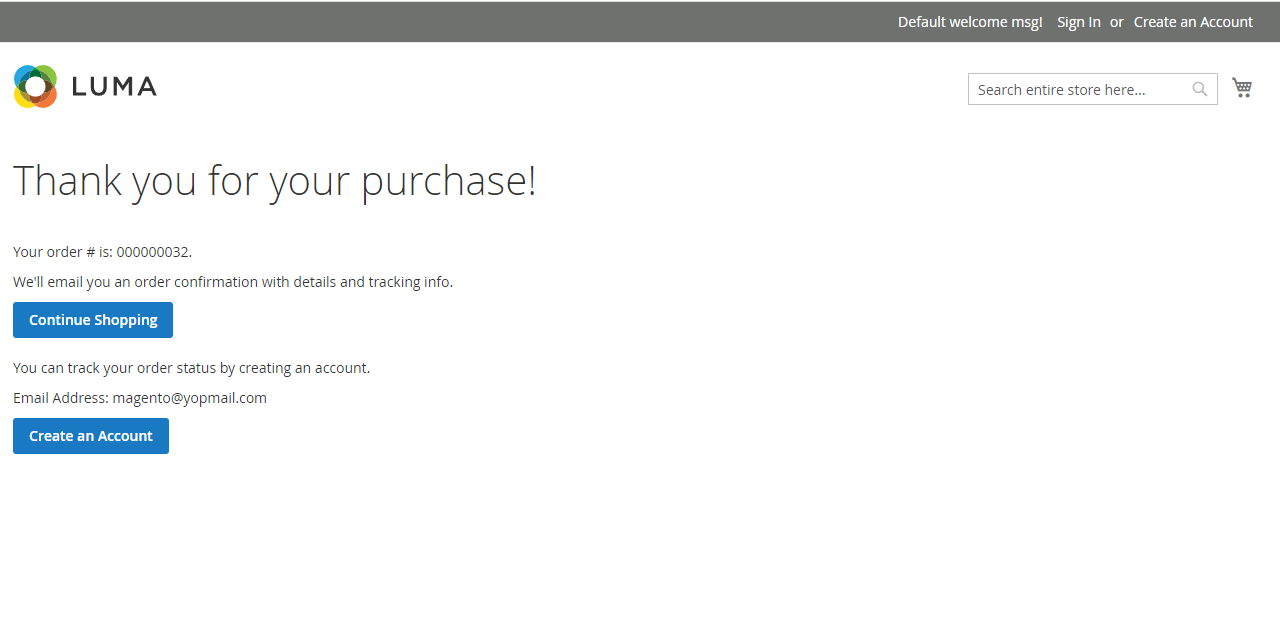 Default welcome msg! Sign In or Create an Account
LUMA
Search entire store here...
Thank you for your purchase!
Your order # is: 000000032.
We'll email you an order confirmation with details and tracking info.
Continue Shopping
You can track your order status by creating an account.
Email Address: magento@yopmail.com
Create an Account